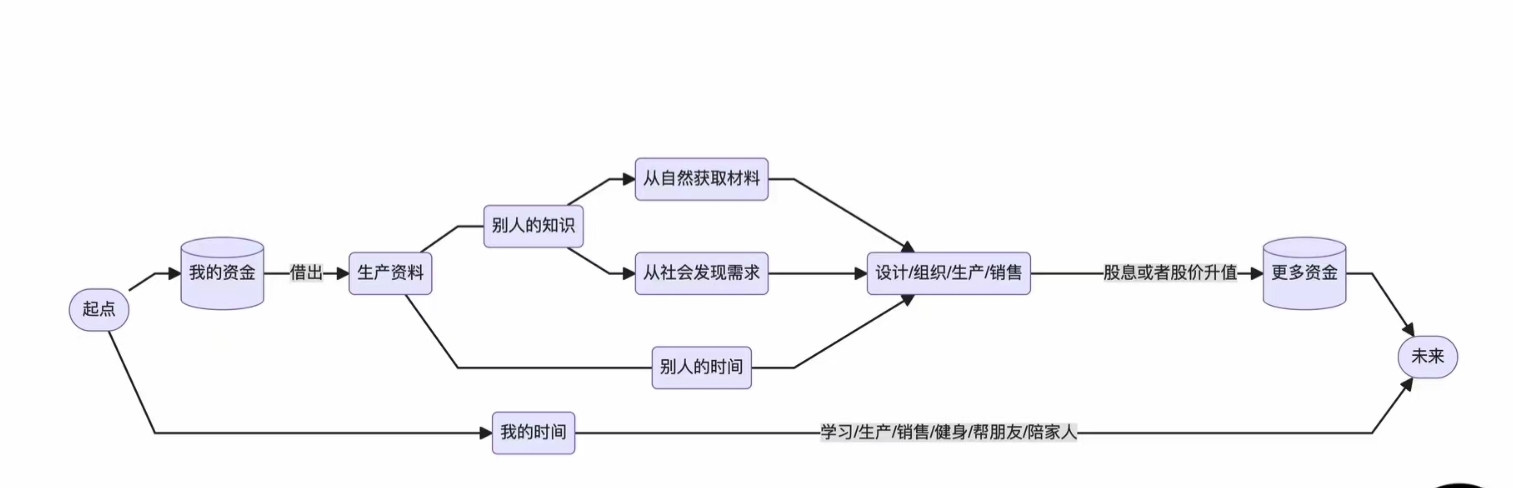 从自然获取材料
别人的知识
我的资金
借出
生产资料
从社会发现需求
设计/组织/生产/销售
股息或者股价升值
更多资金
起点
未来
别人的时间
我的时间
学习/生产/销售/健身/帮朋友/陪家人